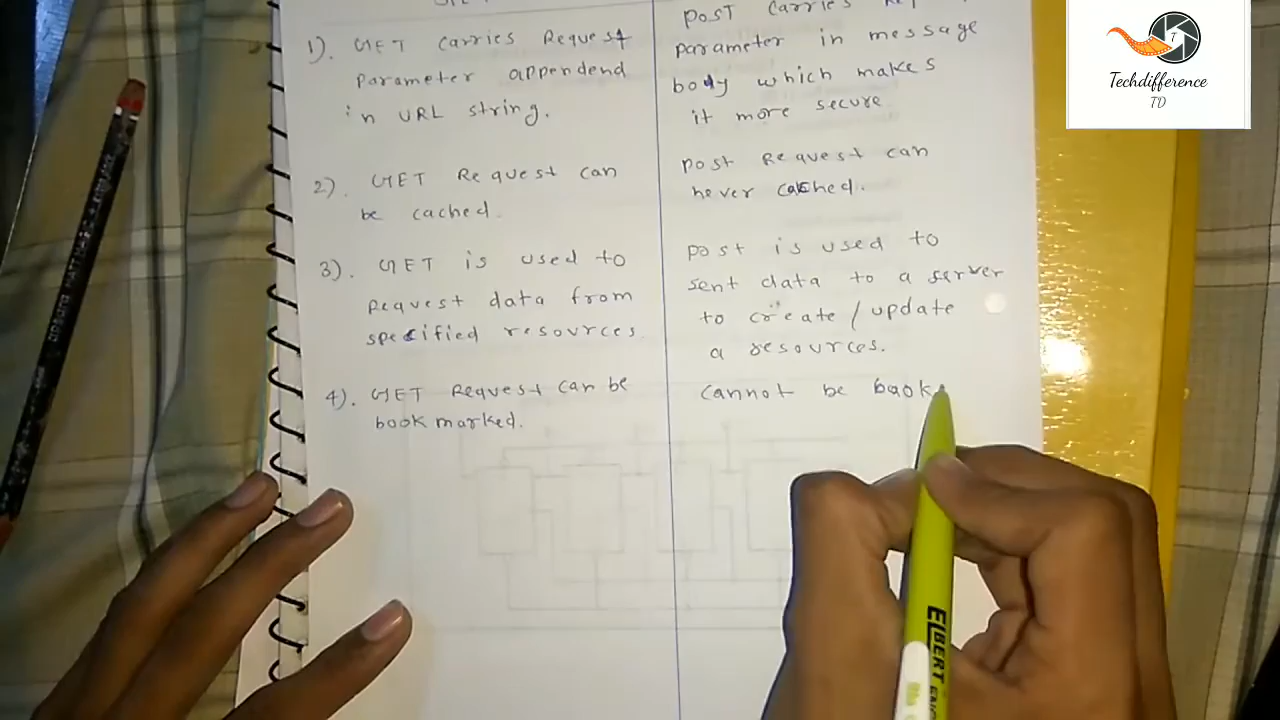 1). GET carries Request
parameter appendend
in URL string.
POST carries
parameter in message
body which makes
it more secure
2). GET Request can
be cached.
post Request can
never cached.
3). GET is used to
Request data from
specified resources.
post is used to
sent data to a server
to create / update
a resources.
4). GET Request can be
book marked.
cannot be book
Techdifference
TD
T
ELBERT